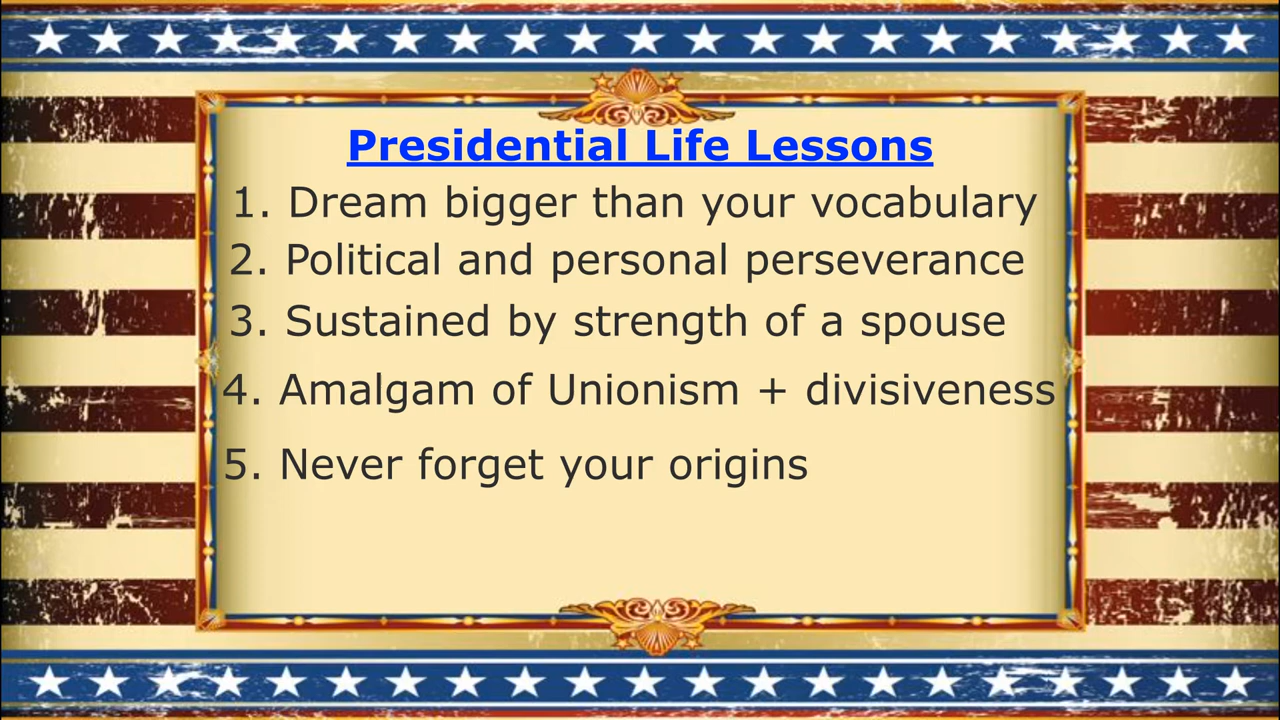 Presidential Life Lessons
1. Dream bigger than your vocabulary
2. Political and personal perseverance
3. Sustained by strength of a spouse
4. Amalgam of Unionism + divisiveness
5. Never forget your origins